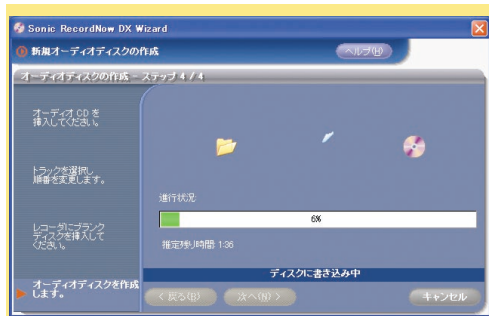 Sonic RecordNow DX Wizard
新規オーディオディスクの作成
ヘルプ(H)
オーディオディスクの作成 - ステップ 4 / 4
オーディオ CD を
挿入してください。
トラックを選択し、
順番を変更します。
レコーダにブランク
ディスクを挿入して
ください。
オーディオディスクを作成
します。
進行状況
6%
推定残り時間 1:36
ディスクに書き込み中
< 戻る(B)
次へ(N) >
キャンセル